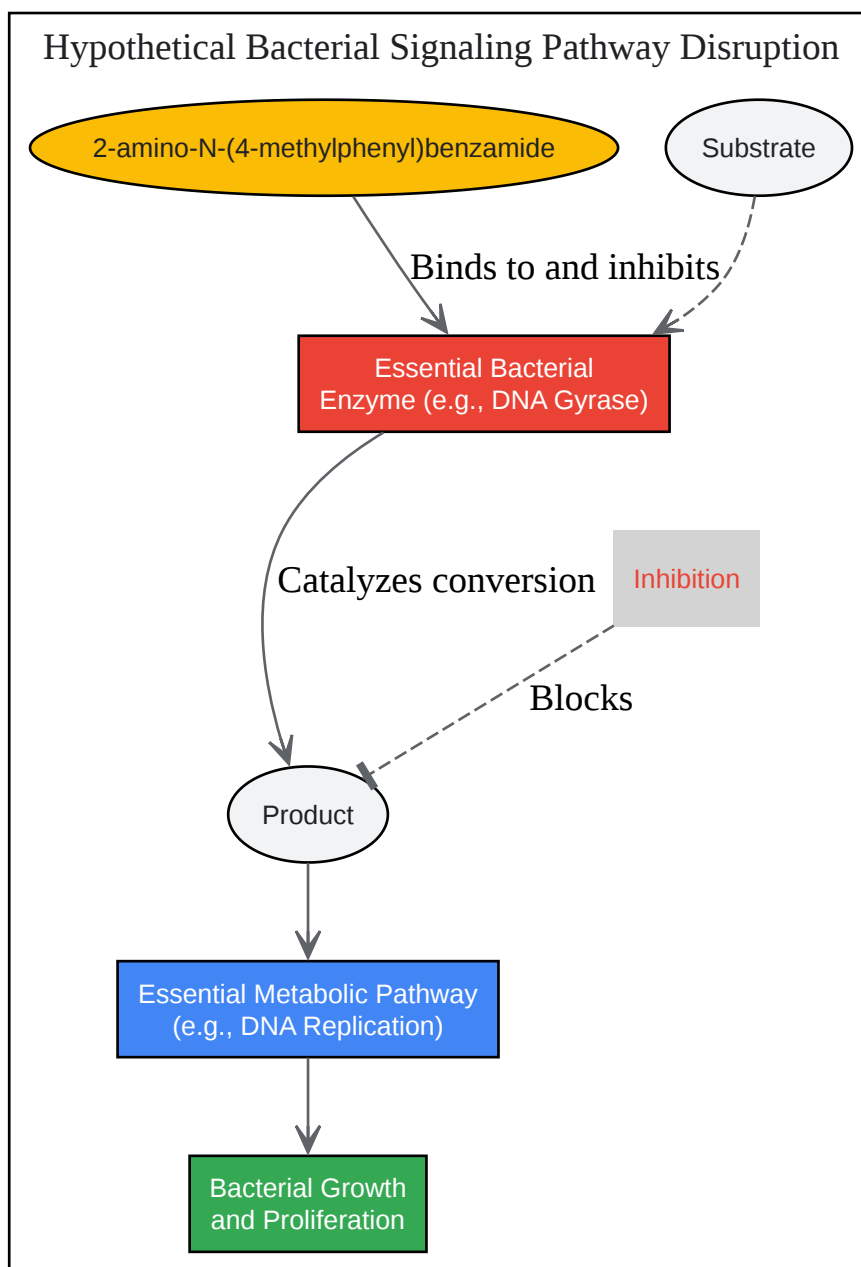 Hypothetical Bacterial Signaling Pathway Disruption
2-amino-N-(4-methylphenyl)benzamide
Substrate
Binds to and inhibits
Essential Bacterial
Enzyme (e.g., DNA Gyrase)
Catalyzes conversion
Inhibition
Blocks
Product
Essential Metabolic Pathway
(e.g., DNA Replication)
Bacterial Growth
and Proliferation